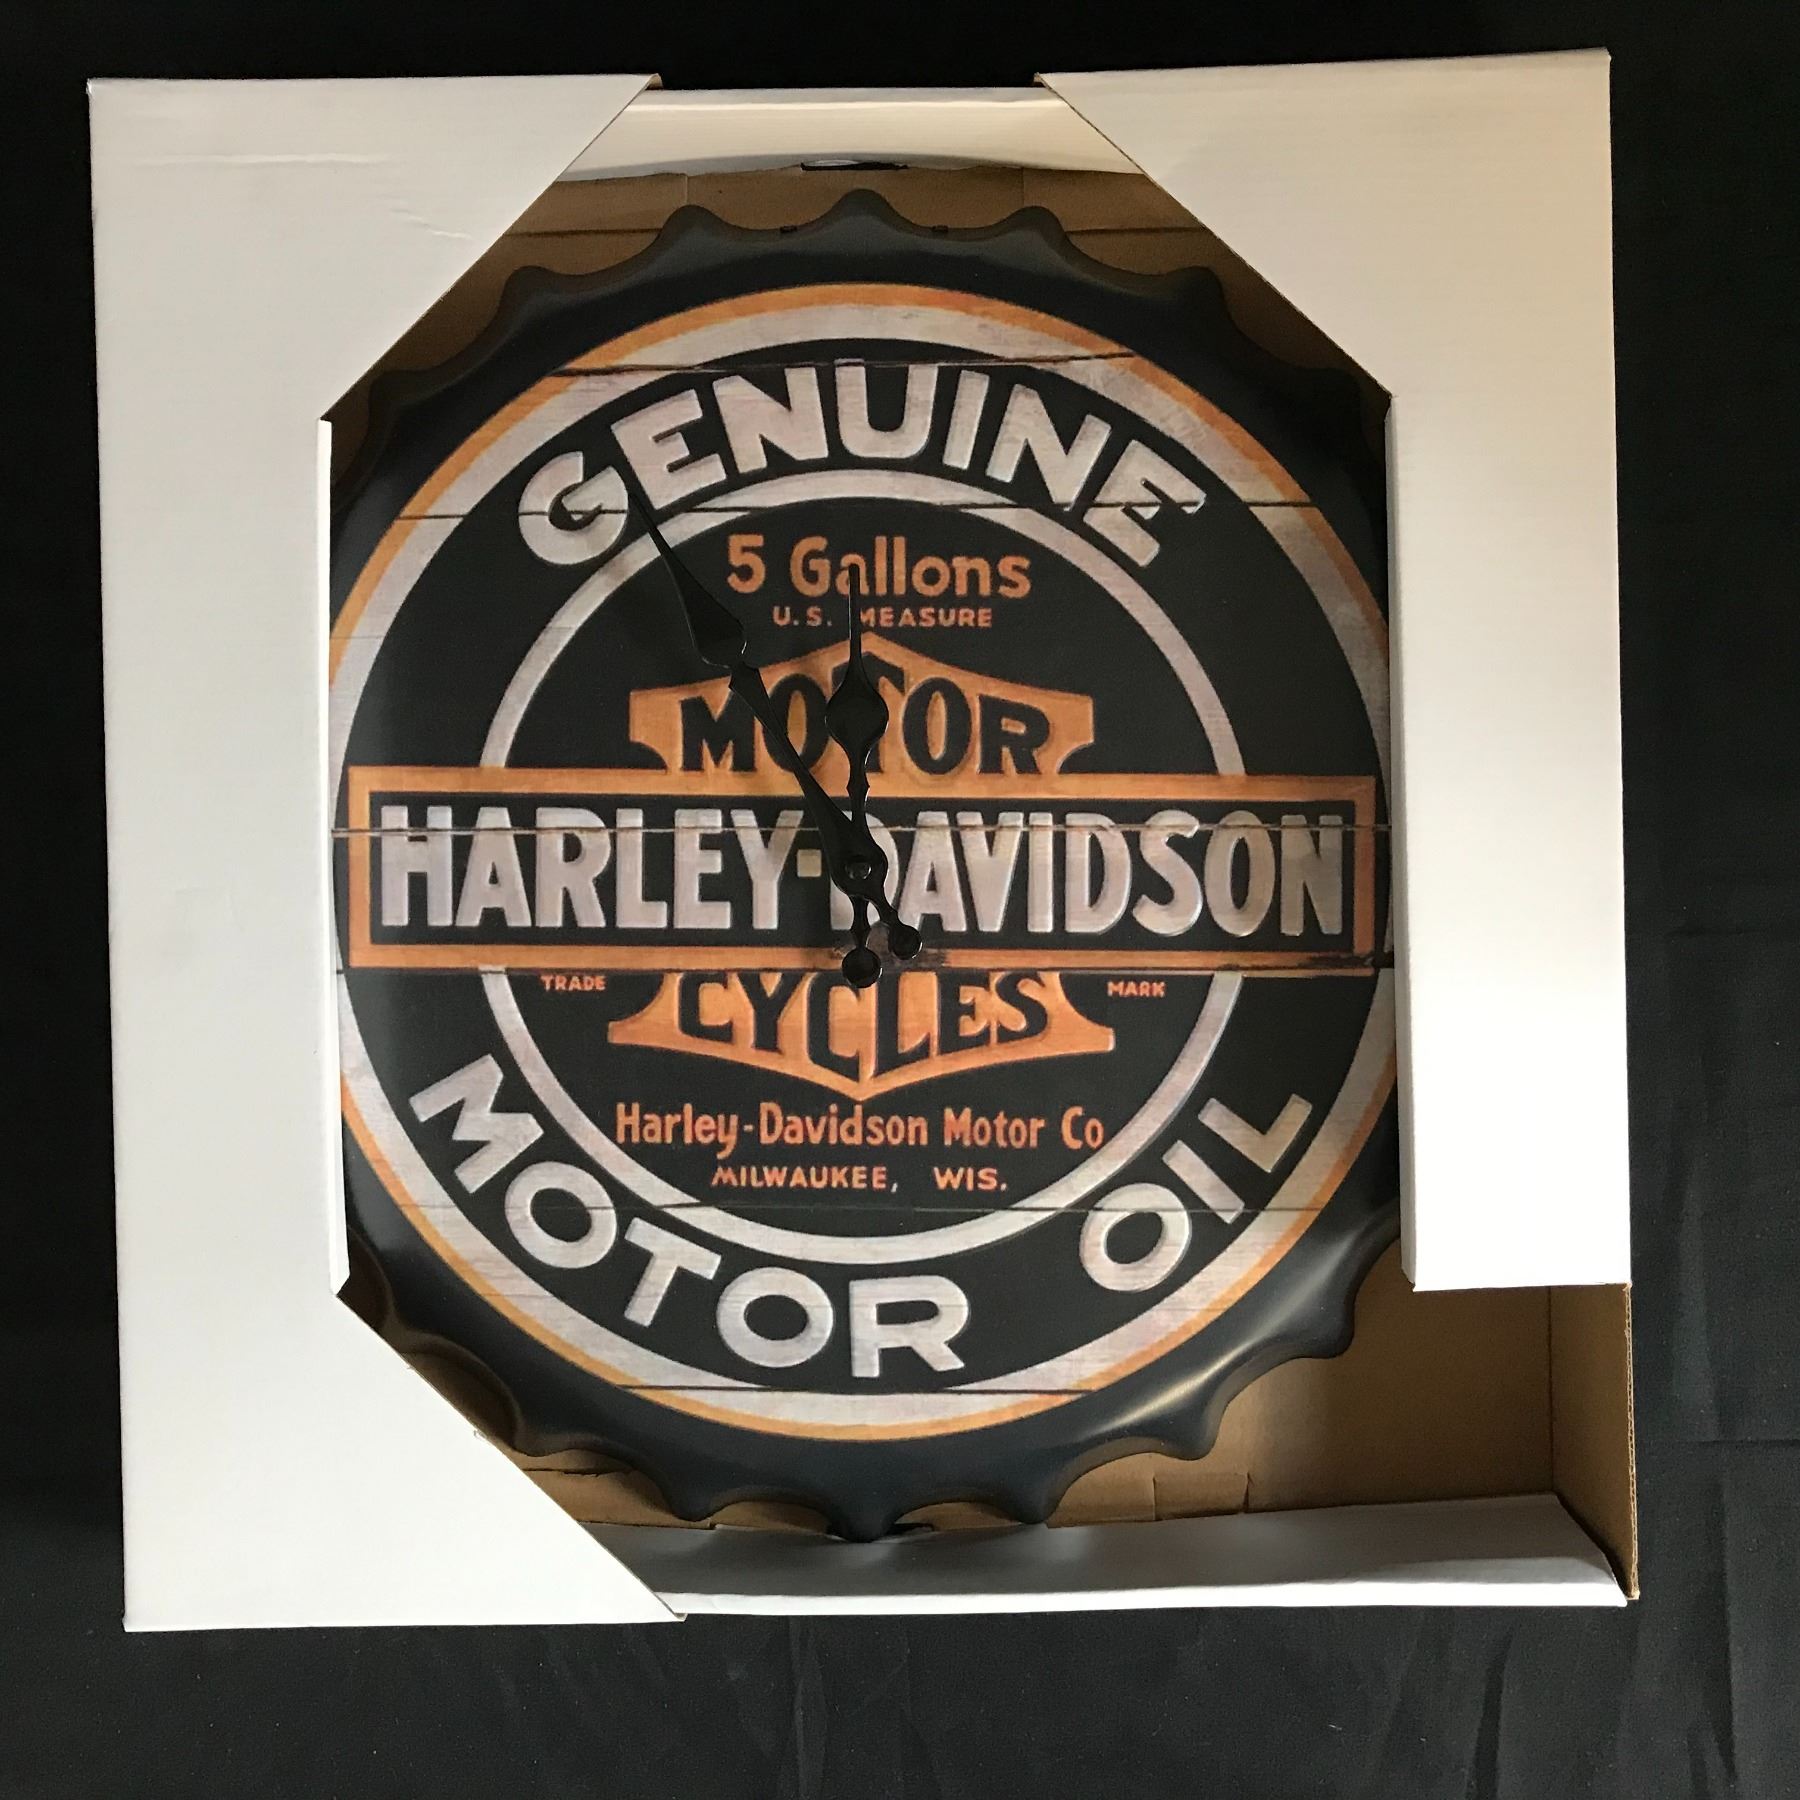 GENUINE
5 Gallons
U.S. MEASURE
MOTOR
HARLEY-DAVIDSON
CYCLES
TRADE MARK
Harley-Davidson Motor Co
MILWAUKEE, WIS.
MOTOR OIL